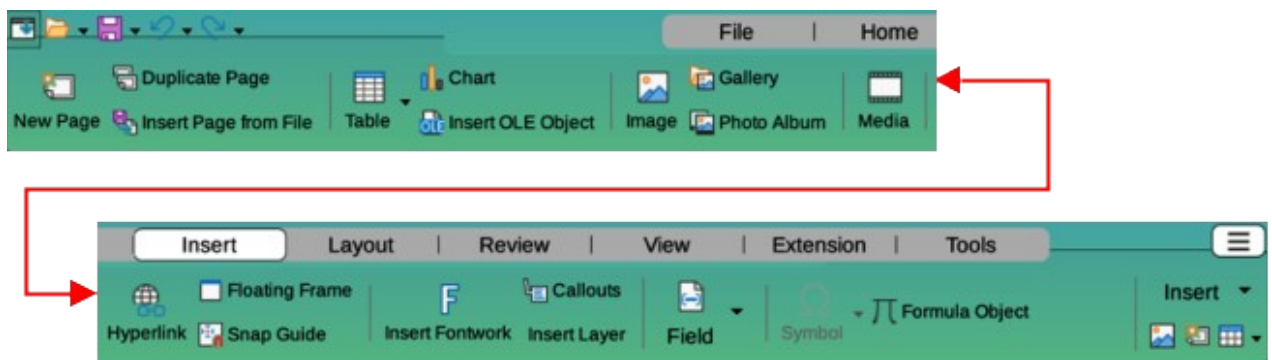 File | Home
Duplicate Page Chart Gallery
New Page Insert Page from File Table OLE Insert OLE Object Image Photo Album Media
Insert Layout | Review | View | Extension | Tools
Floating Frame Callouts Insert
Hyperlink Snap Guide F Insert Fontwork Insert Layer Field Ω Symbol π Formula Object